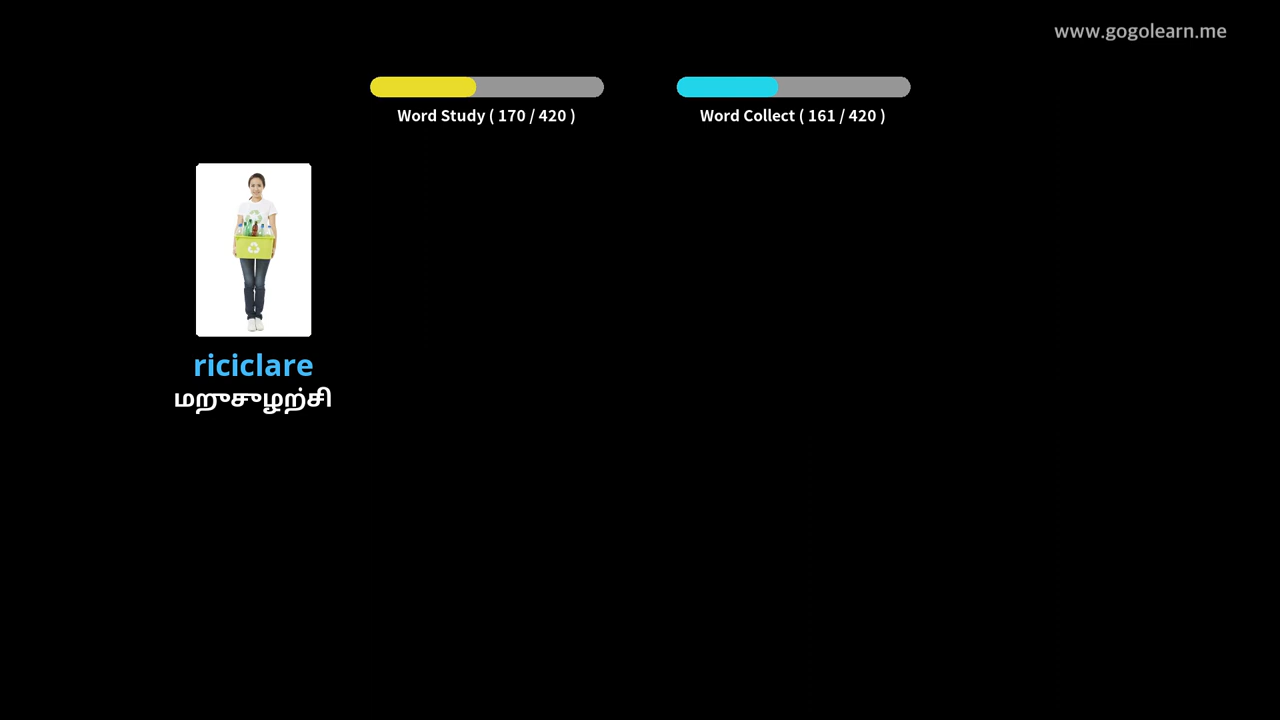 www.gogolearn.me
Word Study ( 170 / 420 )
Word Collect ( 161 / 420 )
riciclare
மறுசுழற்சி